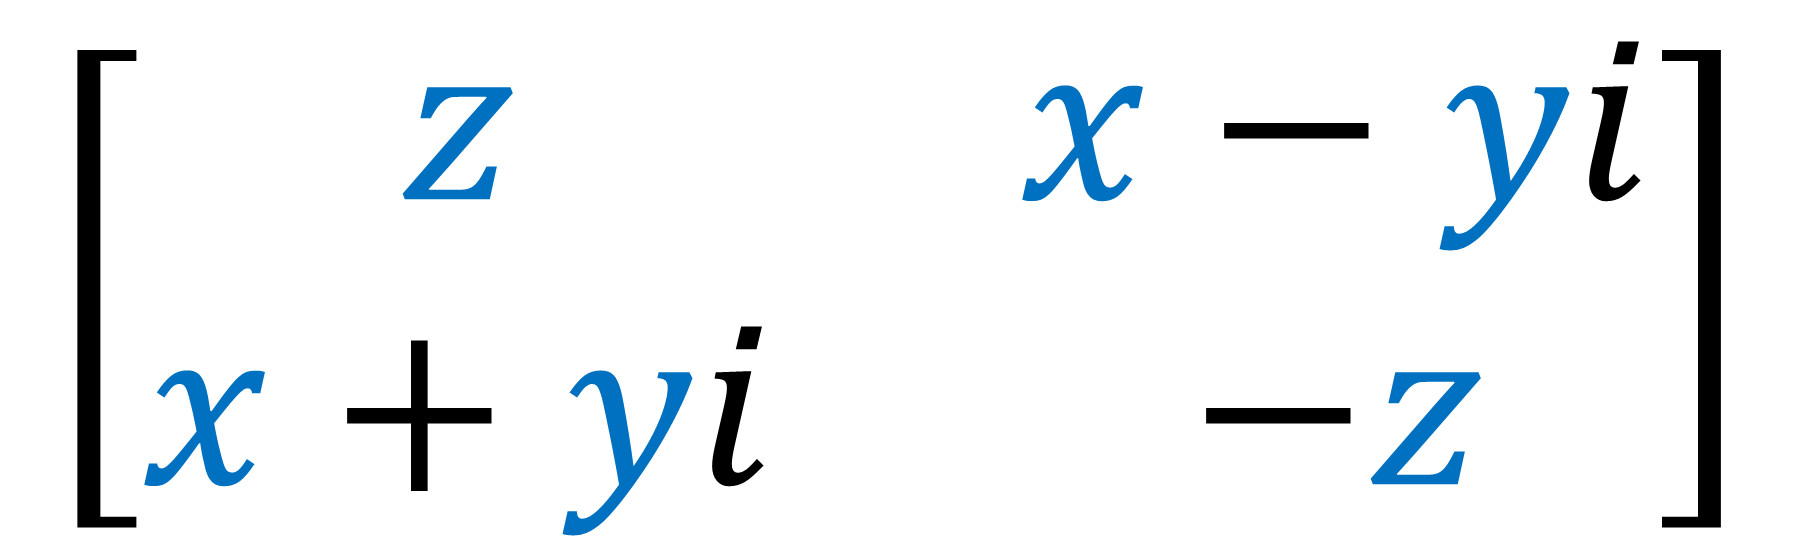 z x − yi
x + yi −z